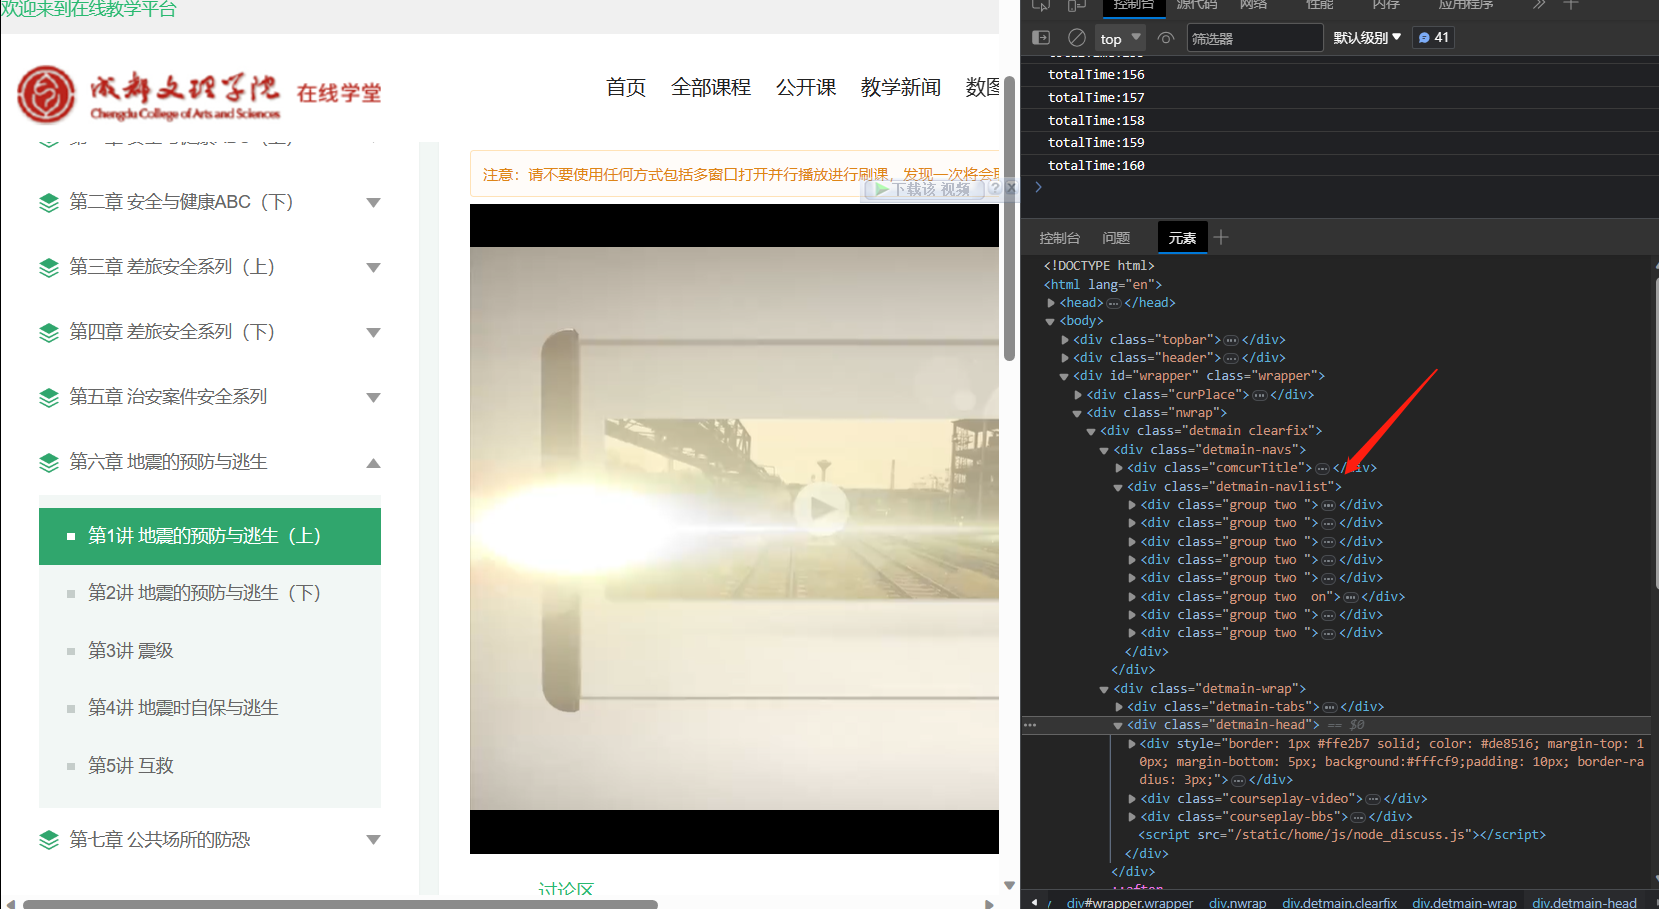 欢迎来到在线教学平台
成都文理学院 在线学堂
Chengdu College of Arts and Sciences
首页 全部课程 公开课 教学新闻 数图
第二章 安全与健康ABC（下）
第三章 差旅安全系列（上）
第四章 差旅安全系列（下）
第五章 治安案件安全系列
第六章 地震的预防与逃生
第1讲 地震的预防与逃生（上）
第2讲 地震的预防与逃生（下）
第3讲 震级
第4讲 地震时自保与逃生
第5讲 互救
第七章 公共场所的防恐
注意：请不要使用任何方式包括多窗口打开并行播放进行刷课，发现一次将会
下载该 视频 ? ×
讨论区
控制台 源代码 网络 性能 内存 应用程序
top 筛选器 默认级别 41
totalTime:156
totalTime:157
totalTime:158
totalTime:159
totalTime:160
控制台 问题 元素
<!DOCTYPE html>
<html lang="en">
<head>…</head>
<body>
<div class="topbar">…</div>
<div class="header">…</div>
<div id="wrapper" class="wrapper">
<div class="curPlace">…</div>
<div class="nwrap">
<div class="detmain clearfix">
<div class="detmain-navs">
<div class="comcurTitle">…</div>
<div class="detmain-navlist">
<div class="group two ">…</div>
<div class="group two ">…</div>
<div class="group two ">…</div>
<div class="group two ">…</div>
<div class="group two ">…</div>
<div class="group two  on">…</div>
<div class="group two ">…</div>
<div class="group two ">…</div>
</div>
</div>
<div class="detmain-wrap">
<div class="detmain-tabs">…</div>
<div class="detmain-head"> == $0
<div style="border: 1px #ffe2b7 solid; color: #de8516; margin-top: 1
0px; margin-bottom: 5px; background:#fffcf9;padding: 10px; border-ra
dius: 3px;">…</div>
<div class="courseplay-video">…</div>
<div class="courseplay-bbs">…</div>
<script src="/static/home/js/node_discuss.js"></script>
</div>
</div>
::after
div#wrapper.wrapper div.nwrap div.detmain.clearfix div.detmain-wrap div.detmain-head